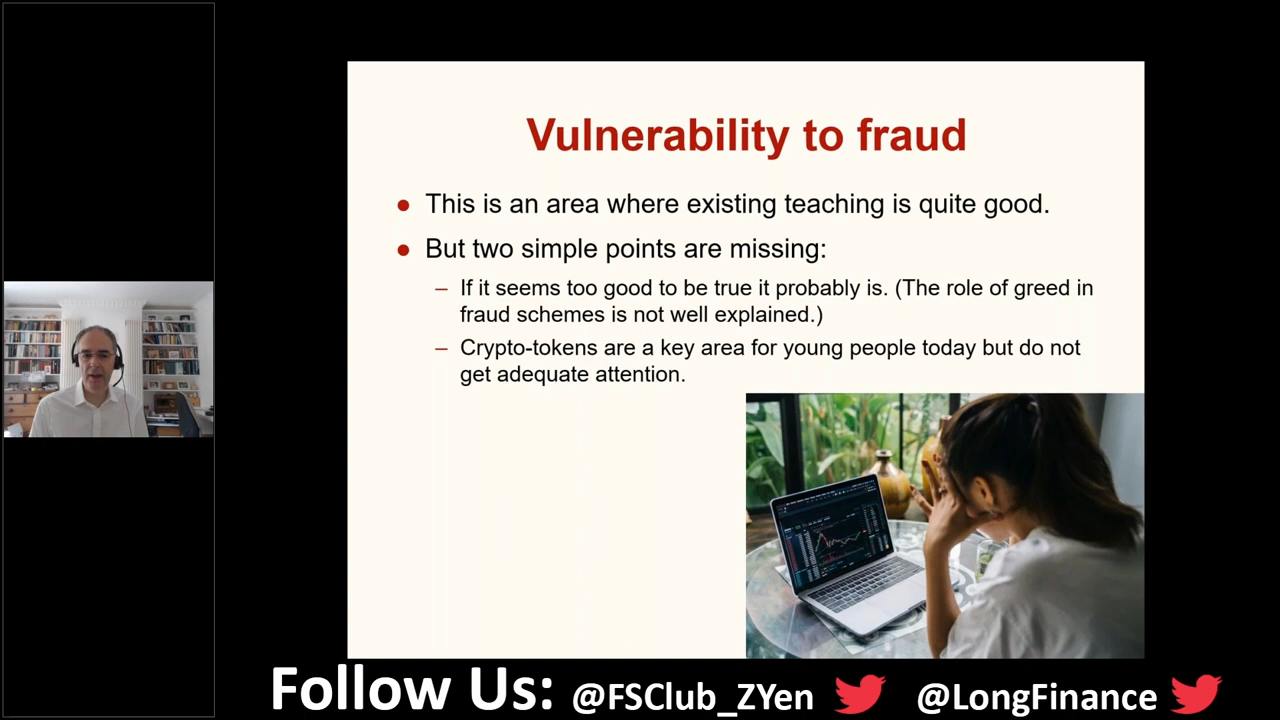 Vulnerability to fraud
● This is an area where existing teaching is quite good.
● But two simple points are missing:
– If it seems too good to be true it probably is. (The role of greed in
fraud schemes is not well explained.)
– Crypto-tokens are a key area for young people today but do not
get adequate attention.
Follow Us: @FSClub_ZYen @LongFinance